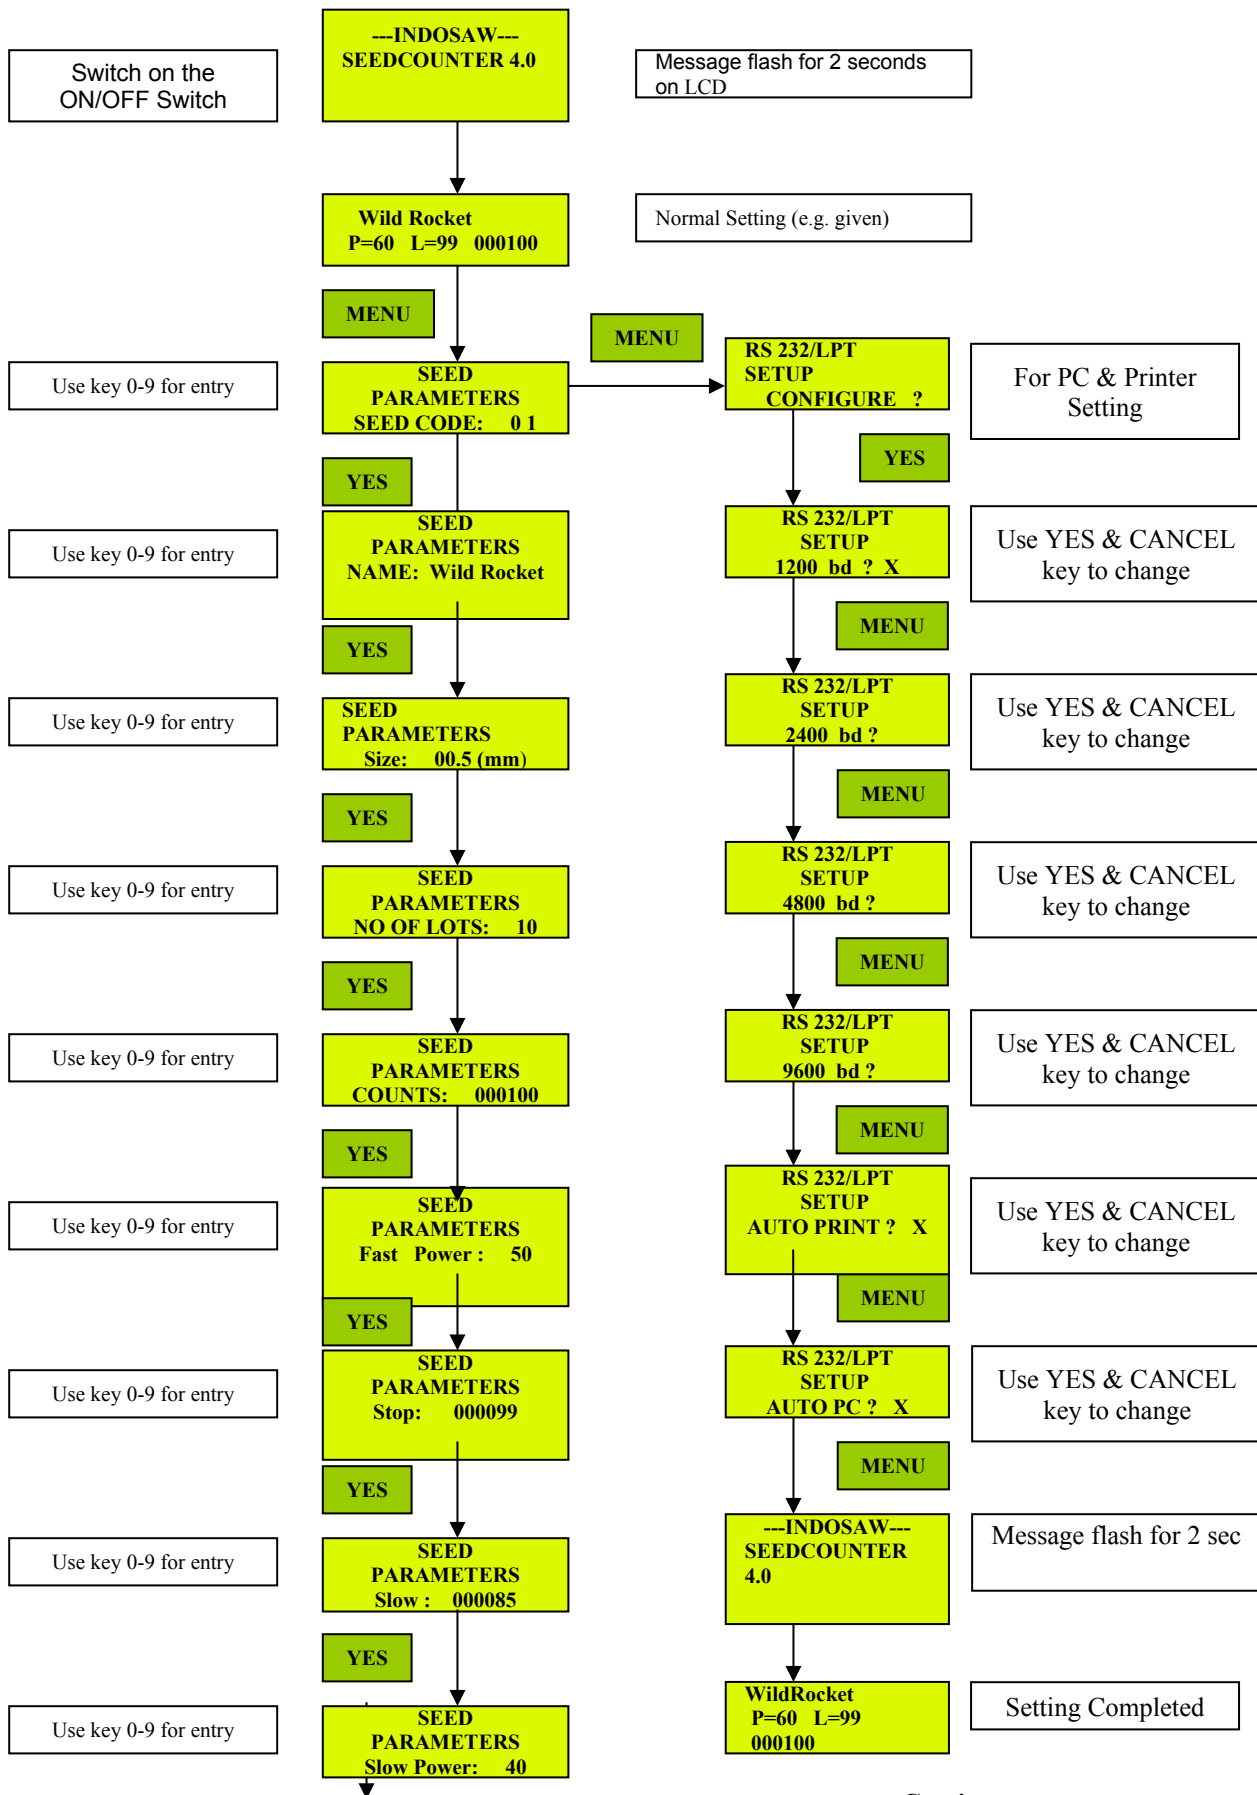 Switch on the
ON/OFF Switch
---INDOSAW---
SEEDCOUNTER 4.0
Message flash for 2 seconds
on LCD
Wild Rocket
P=60 L=99 000100
Normal Setting (e.g. given)
MENU
MENU
Use key 0-9 for entry
SEED
PARAMETERS
SEED CODE: 0 1
RS 232/LPT
SETUP
CONFIGURE ?
For PC & Printer
Setting
YES
YES
Use key 0-9 for entry
SEED
PARAMETERS
NAME: Wild Rocket
RS 232/LPT
SETUP
1200 bd ? X
Use YES & CANCEL
key to change
YES
MENU
Use key 0-9 for entry
SEED
PARAMETERS
Size: 00.5 (mm)
RS 232/LPT
SETUP
2400 bd ?
Use YES & CANCEL
key to change
YES
MENU
Use key 0-9 for entry
SEED
PARAMETERS
NO OF LOTS: 10
RS 232/LPT
SETUP
4800 bd ?
Use YES & CANCEL
key to change
YES
MENU
Use key 0-9 for entry
SEED
PARAMETERS
COUNTS: 000100
RS 232/LPT
SETUP
9600 bd ?
Use YES & CANCEL
key to change
YES
MENU
Use key 0-9 for entry
SEED
PARAMETERS
Fast Power : 50
RS 232/LPT
SETUP
AUTO PRINT ? X
Use YES & CANCEL
key to change
YES
MENU
Use key 0-9 for entry
SEED
PARAMETERS
Stop: 000099
RS 232/LPT
SETUP
AUTO PC ? X
Use YES & CANCEL
key to change
YES
MENU
Use key 0-9 for entry
SEED
PARAMETERS
Slow : 000085
---INDOSAW---
SEEDCOUNTER
4.0
Message flash for 2 sec
YES
Use key 0-9 for entry
SEED
PARAMETERS
Slow Power: 40
WildRocket
P=60 L=99
000100
Setting Completed